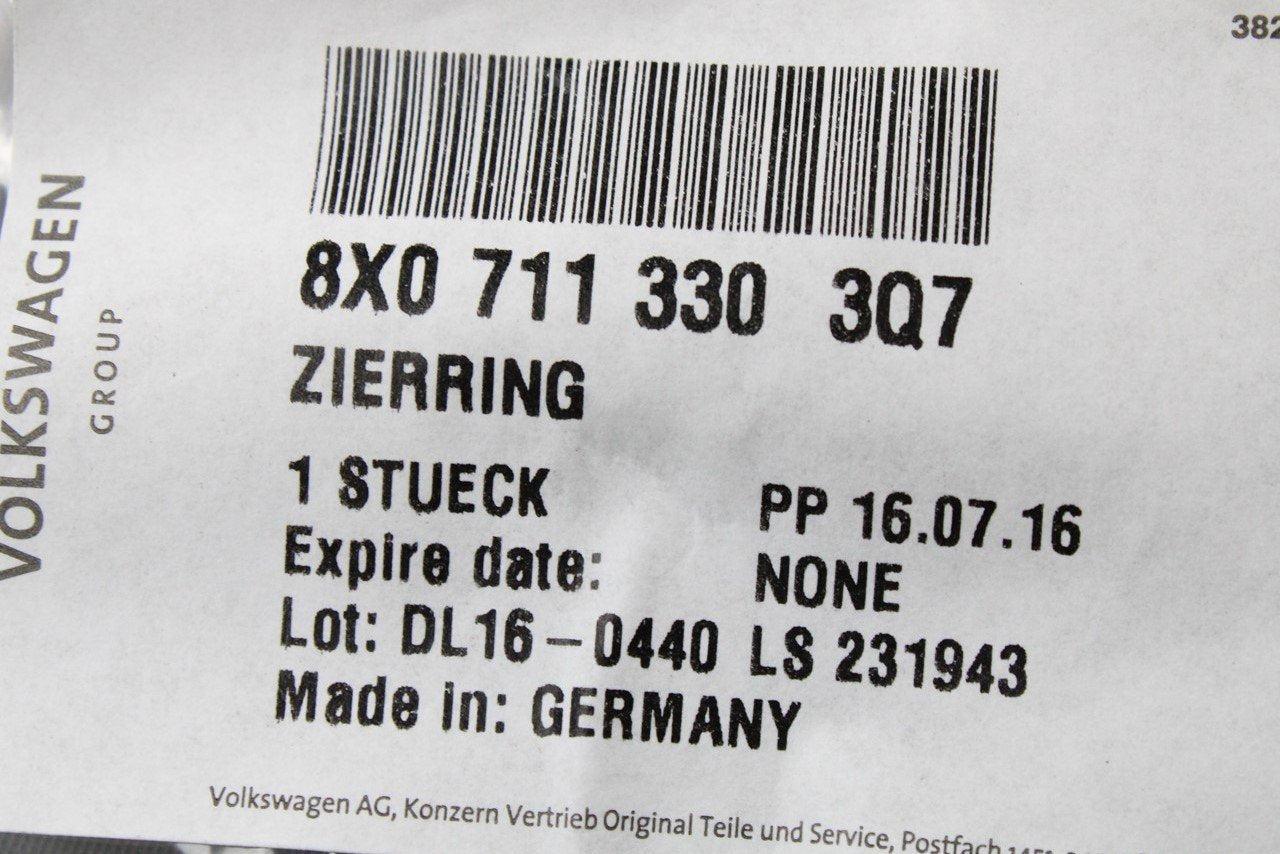 382
VOLKSWAGEN
GROUP
8X0 711 330 3Q7
ZIERRING
1 STUECK PP 16.07.16
Expire date: NONE
Lot: DL16-0440 LS 231943
Made in: GERMANY
Volkswagen AG, Konzern Vertrieb Original Teile und Service, Postfach